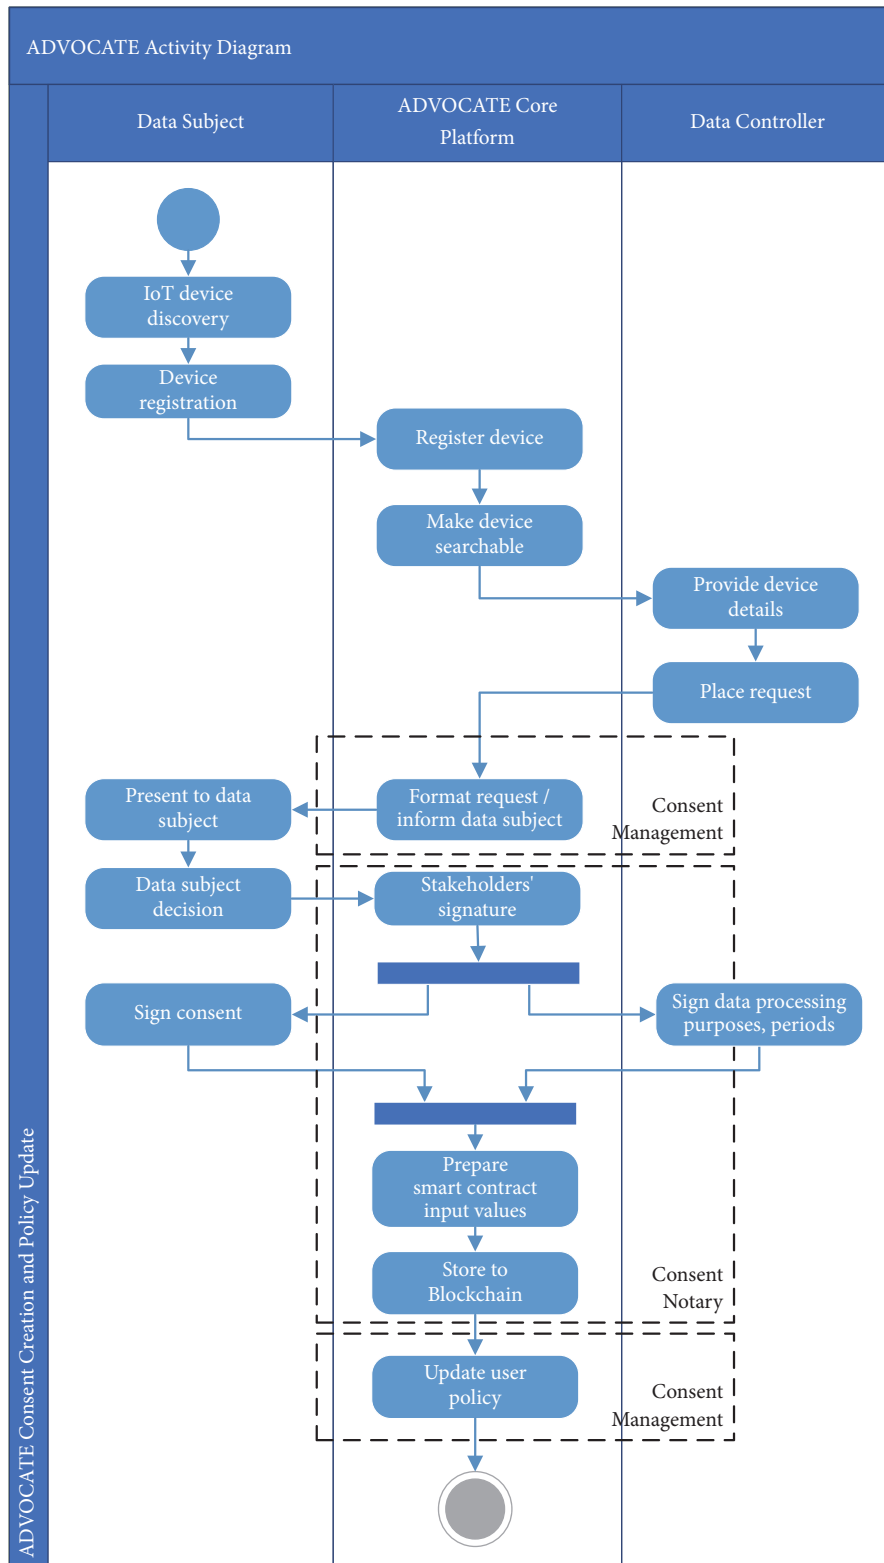 ADVOCATE Activity Diagram
Data Subject
ADVOCATE Core
Platform
Data Controller
IoT device
discovery
Device
registration
Register device
Make device
searchable
Provide device
details
Place request
Present to data
subject
Format request /
inform data subject
Consent
Management
Data subject
decision
Stakeholders'
signature
Sign consent
Sign data processing
purposes, periods
Prepare
smart contract
input values
Store to
Blockchain
Consent
Notary
Update user
policy
Consent
Management
ADVOCATE Consent Creation and Policy Update